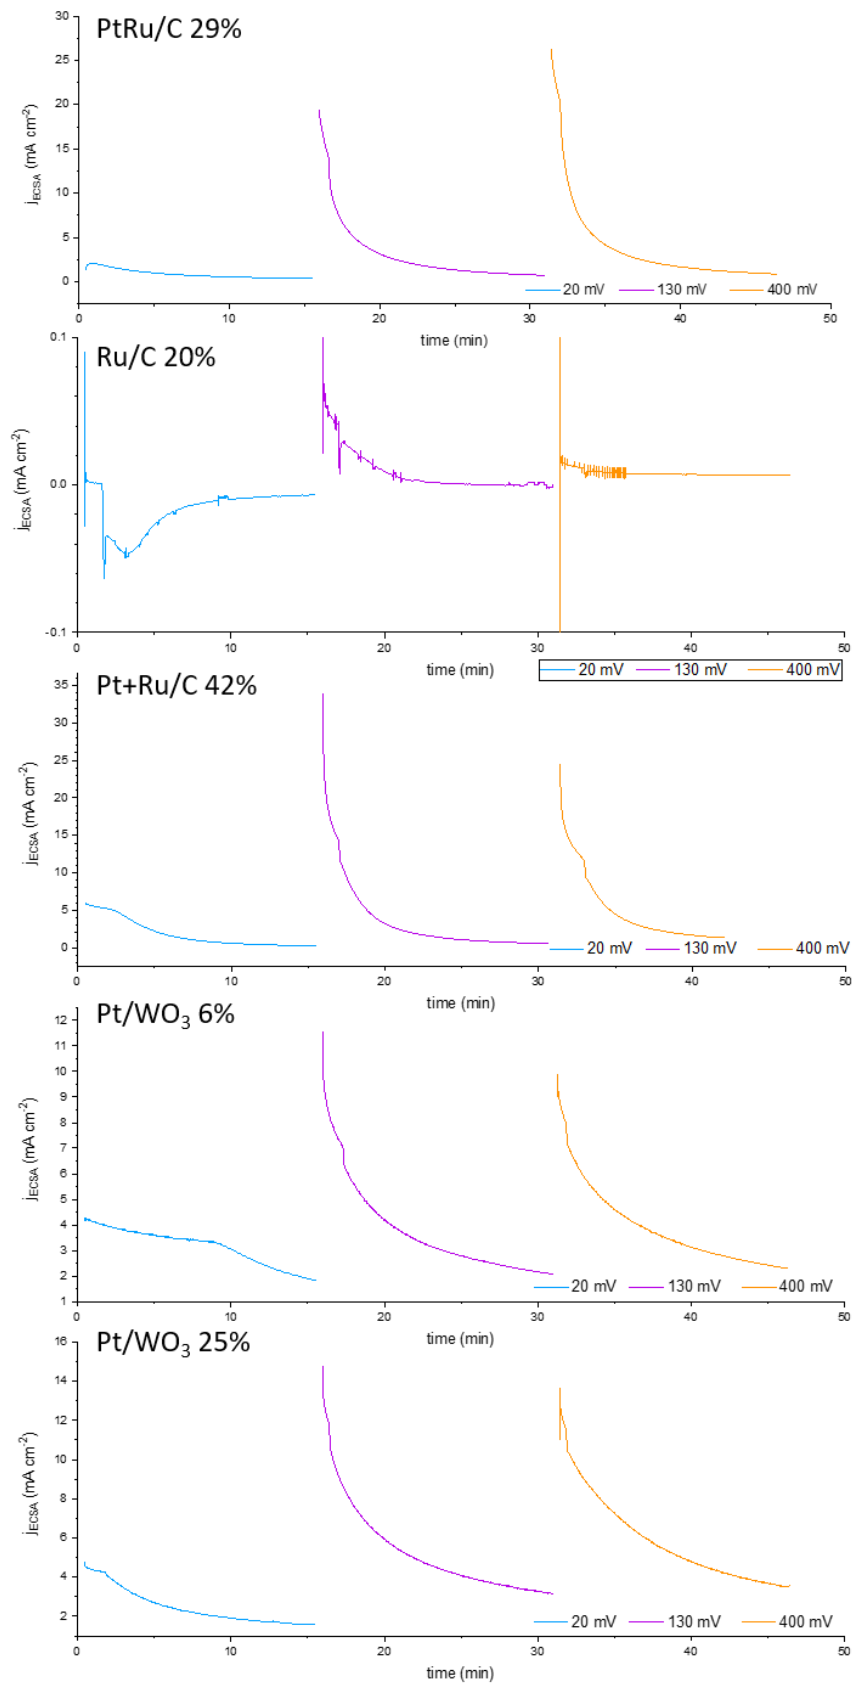 PtRu/C 29%
30
25
20
15
10
5
0
j_ECSA (mA cm⁻²)
20 mV 130 mV 400 mV
0 10 20 30 40 50
time (min)
Ru/C 20%
0.1
0.0
-0.1
j_ECSA (mA cm⁻²)
0 10 20 30 40 50
time (min)
20 mV 130 mV 400 mV
Pt+Ru/C 42%
35
30
25
20
15
10
5
0
j_ECSA (mA cm⁻²)
20 mV 130 mV 400 mV
0 10 20 30 40 50
time (min)
Pt/WO₃ 6%
12
11
10
9
8
7
6
5
4
3
2
1
j_ECSA (mA cm⁻²)
20 mV 130 mV 400 mV
0 10 20 30 40 50
time (min)
Pt/WO₃ 25%
16
14
12
10
8
6
4
2
j_ECSA (mA cm⁻²)
20 mV 130 mV 400 mV
0 10 20 30 40 50
time (min)